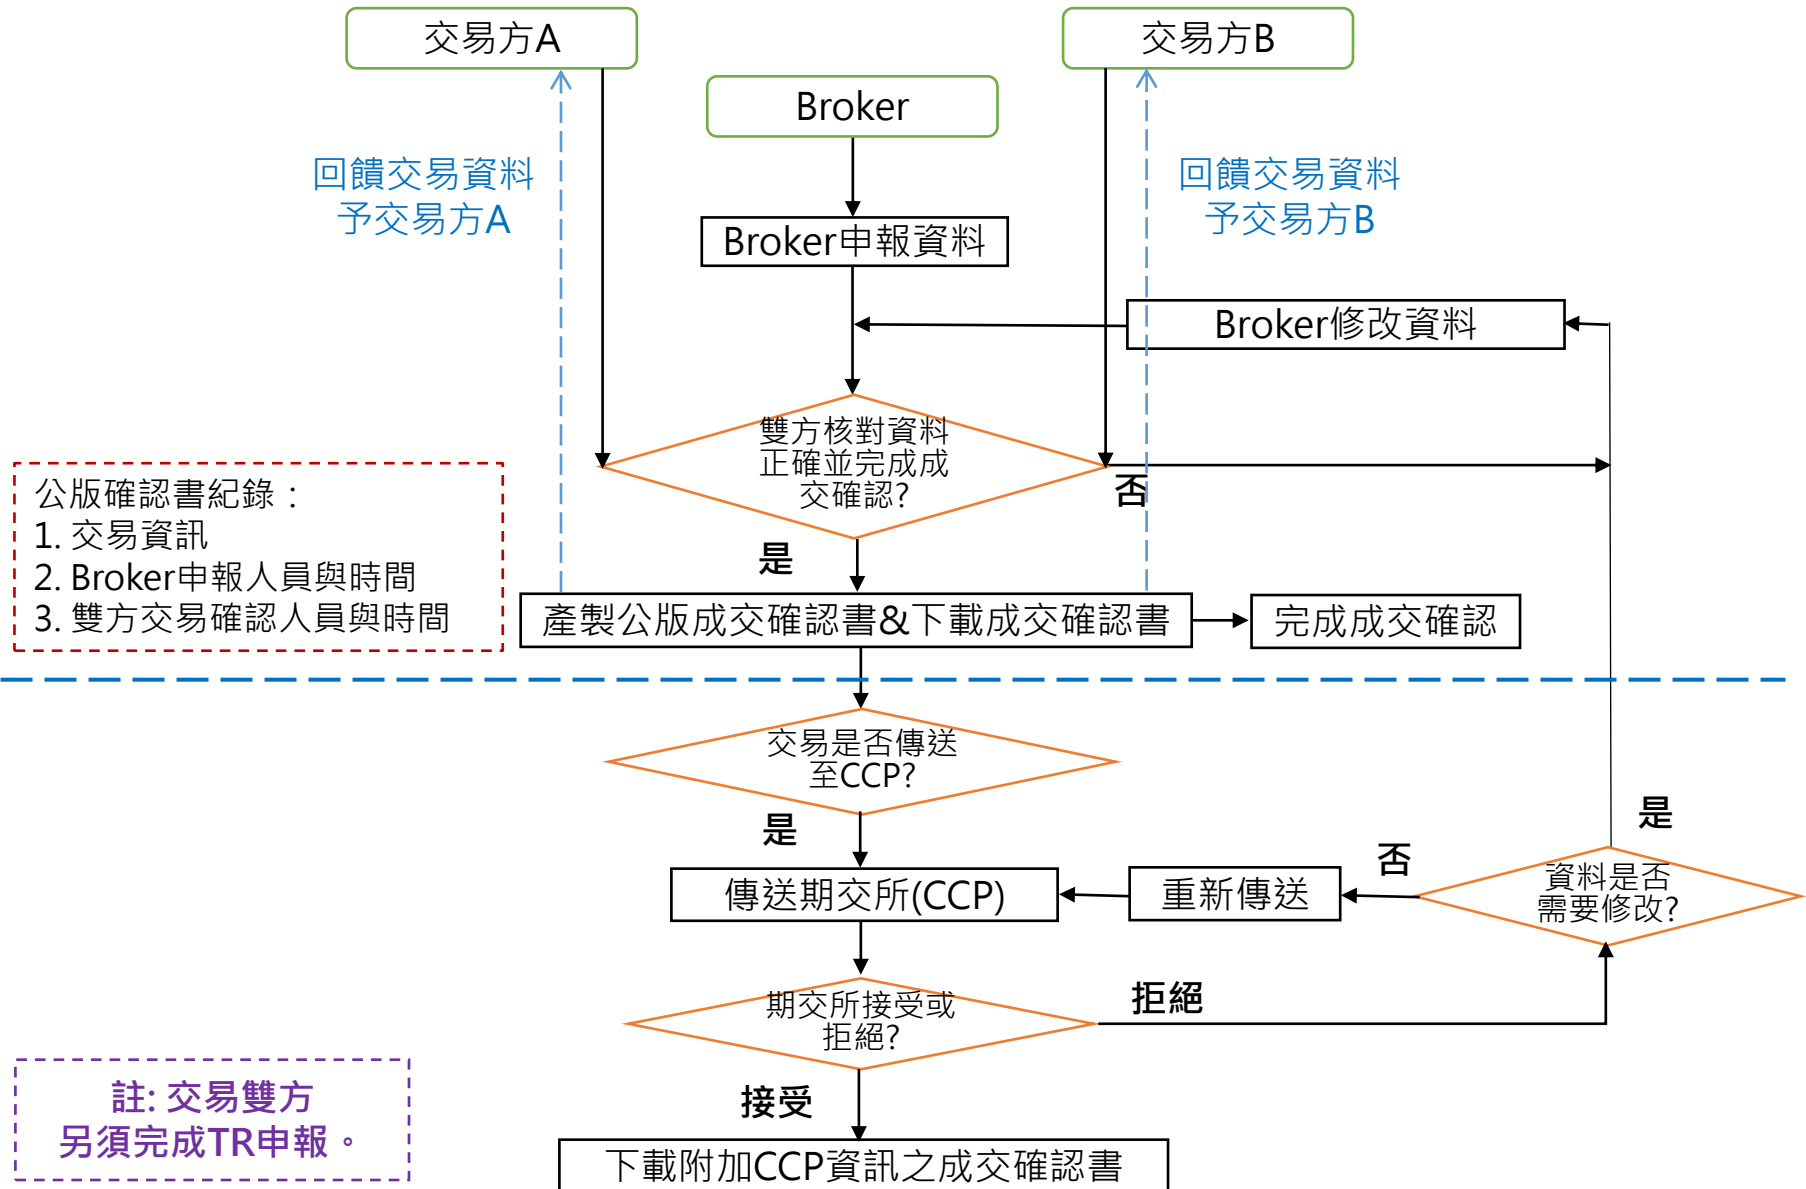 交易方A
交易方B
Broker
回饋交易資料
予交易方A
回饋交易資料
予交易方B
Broker申報資料
Broker修改資料
雙方核對資料
正確並完成成
交確認?
否
公版確認書紀錄：
1. 交易資訊
2. Broker申報人員與時間
3. 雙方交易確認人員與時間
是
產製公版成交確認書&下載成交確認書
完成成交確認
交易是否傳送
至CCP?
是
是
否
資料是否
需要修改?
傳送期交所(CCP)
重新傳送
期交所接受或
拒絕?
拒絕
接受
註: 交易雙方
另須完成TR申報。
下載附加CCP資訊之成交確認書